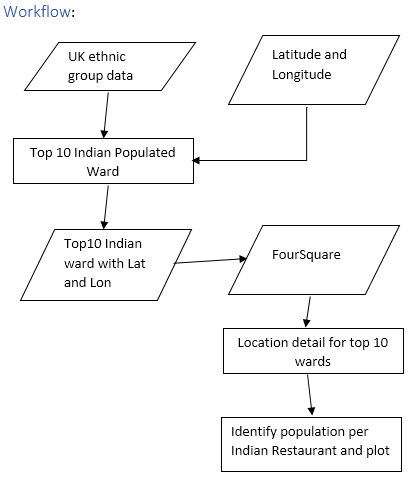 Workflow:
UK ethnic
group data
Latitude and
Longitude
Top 10 Indian Populated
Ward
Top10 Indian
ward with Lat
and Lon
FourSquare
Location detail for top 10
wards
Identify population per
Indian Restaurant and plot